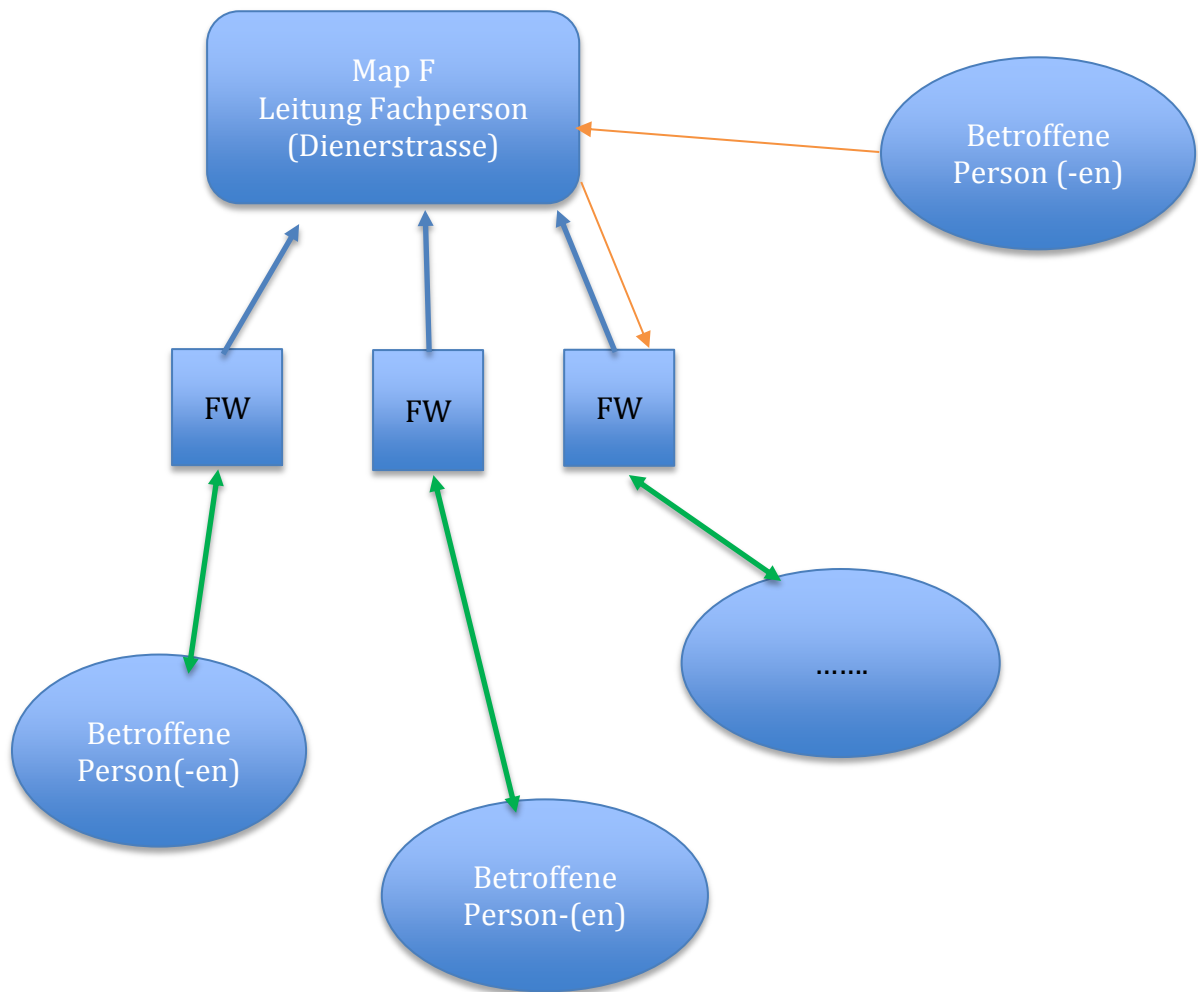 Map F
Leitung Fachperson
(Dienerstrasse)
Betroffene
Person (-en)
FW
FW
FW
.......
Betroffene
Person(-en)
Betroffene
Person-(en)